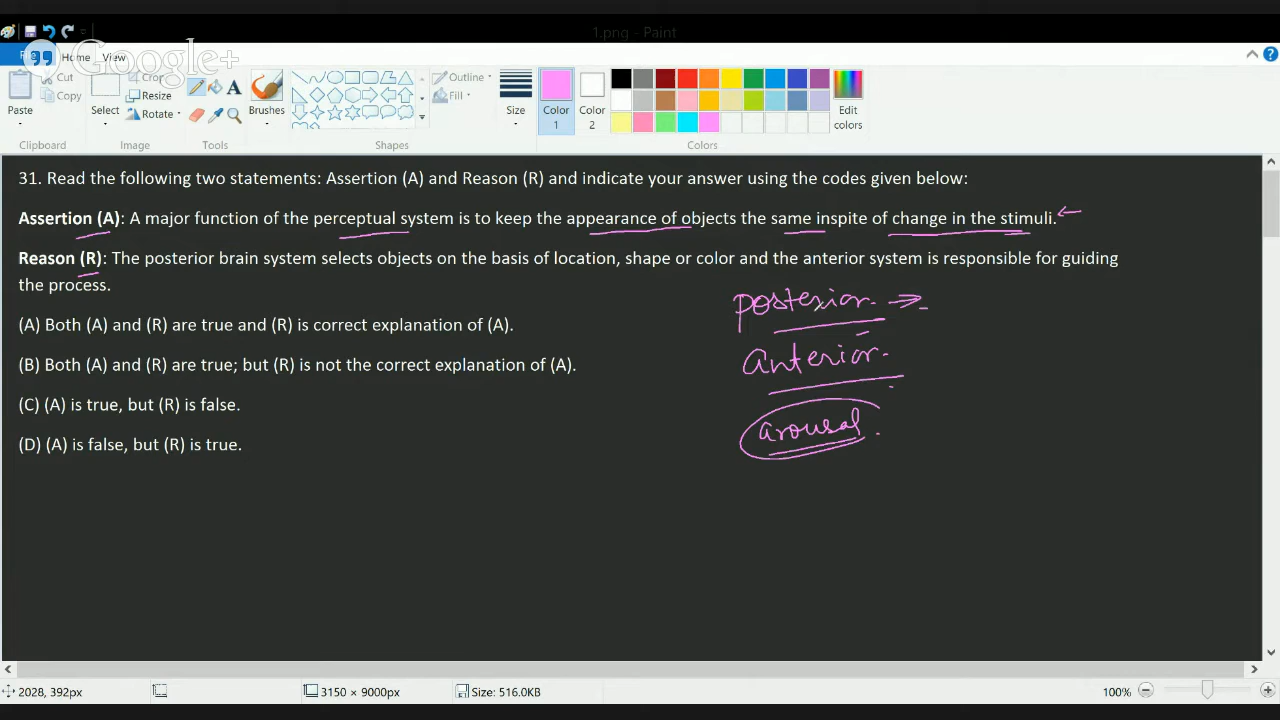 1.png - Paint
Google+
File Home View
Paste Cut Copy Select Crop Resize Rotate A Brushes Outline Fill Size Color 1 Color 2 Edit colors
Clipboard Image Tools Shapes Colors
31. Read the following two statements: Assertion (A) and Reason (R) and indicate your answer using the codes given below:
Assertion (A): A major function of the perceptual system is to keep the appearance of objects the same inspite of change in the stimuli.
Reason (R): The posterior brain system selects objects on the basis of location, shape or color and the anterior system is responsible for guiding
the process.
(A) Both (A) and (R) are true and (R) is correct explanation of (A).
(B) Both (A) and (R) are true; but (R) is not the correct explanation of (A).
(C) (A) is true, but (R) is false.
(D) (A) is false, but (R) is true.
posterior.
anterior.
arousal.
2028, 392px 3150 × 9000px Size: 516.0KB 100%